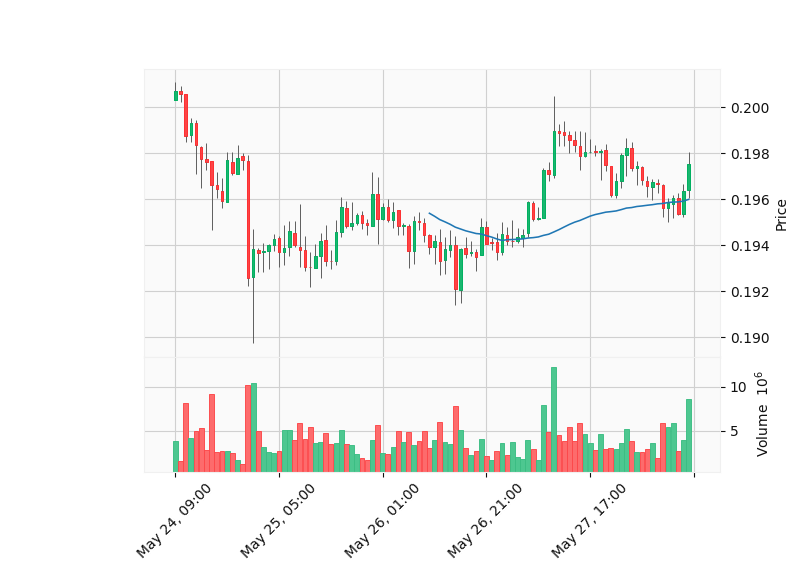 0.200
0.198
0.196
0.194
0.192
0.190
Price
10
5
Volume 10^6
May 24, 09:00
May 25, 05:00
May 26, 01:00
May 26, 21:00
May 27, 17:00